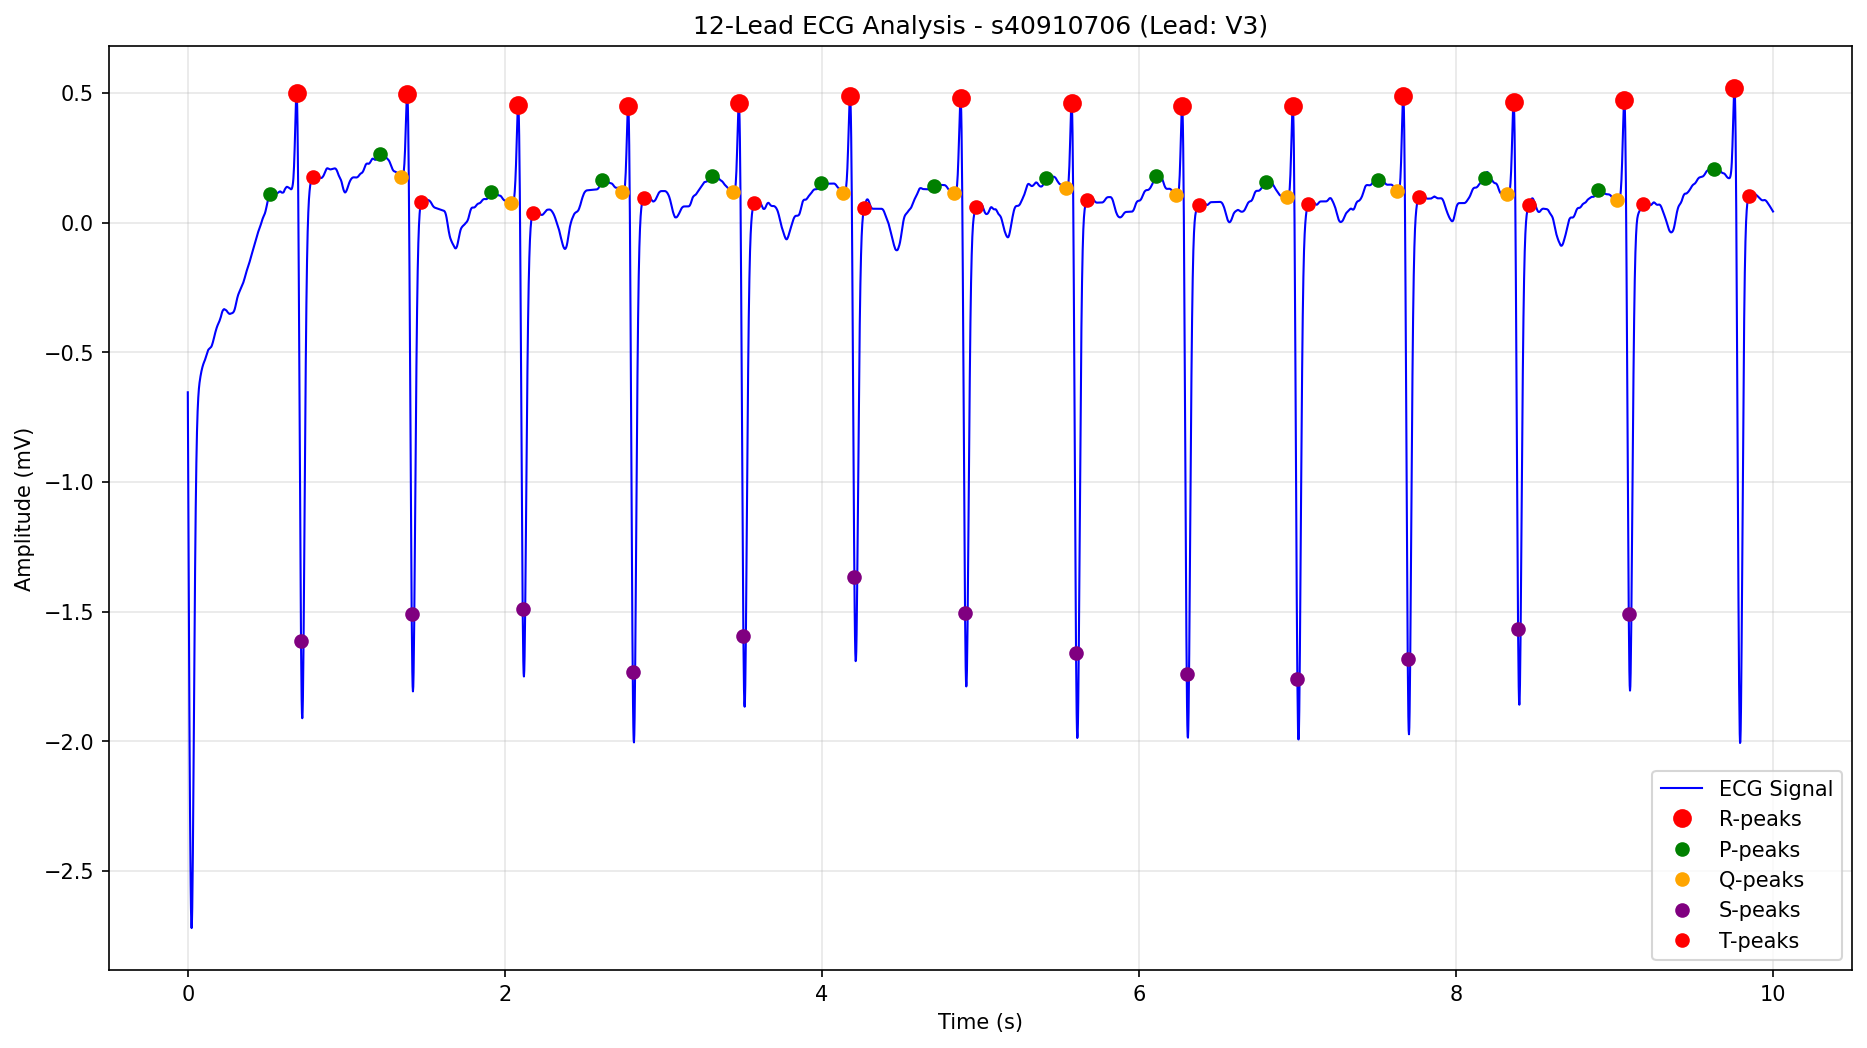 12-Lead ECG Analysis - s40910706 (Lead: V3)
Amplitude (mV)
0.5
0.0
−0.5
−1.0
−1.5
−2.0
−2.5
0 2 4 6 8 10
Time (s)
ECG Signal
R-peaks
P-peaks
Q-peaks
S-peaks
T-peaks